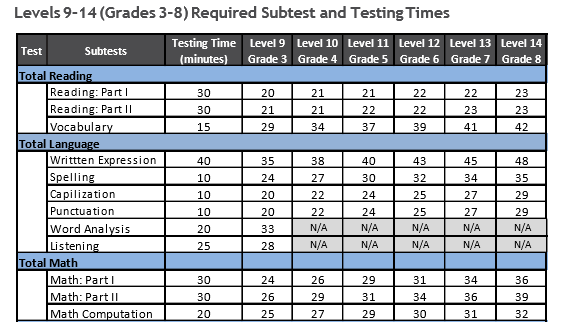 Levels 9-14 (Grades 3-8) Required Subtest and Testing Times
Test Subtests Testing Time (minutes) Level 9 Grade 3 Level 10 Grade 4 Level 11 Grade 5 Level 12 Grade 6 Level 13 Grade 7 Level 14 Grade 8
Total Reading
Reading: Part I 30 20 21 21 22 22 23
Reading: Part II 30 21 21 22 22 23 23
Vocabulary 15 29 34 37 39 41 42
Total Language
Writtten Expression 40 35 38 40 43 45 48
Spelling 10 24 27 30 32 34 35
Capilization 10 20 22 24 25 27 29
Punctuation 10 20 22 24 25 27 29
Word Analysis 20 33 N/A N/A N/A N/A N/A
Listening 25 28 N/A N/A N/A N/A N/A
Total Math
Math: Part I 30 24 26 29 31 34 36
Math: Part II 30 26 29 31 34 36 39
Math Computation 20 25 27 29 30 31 32